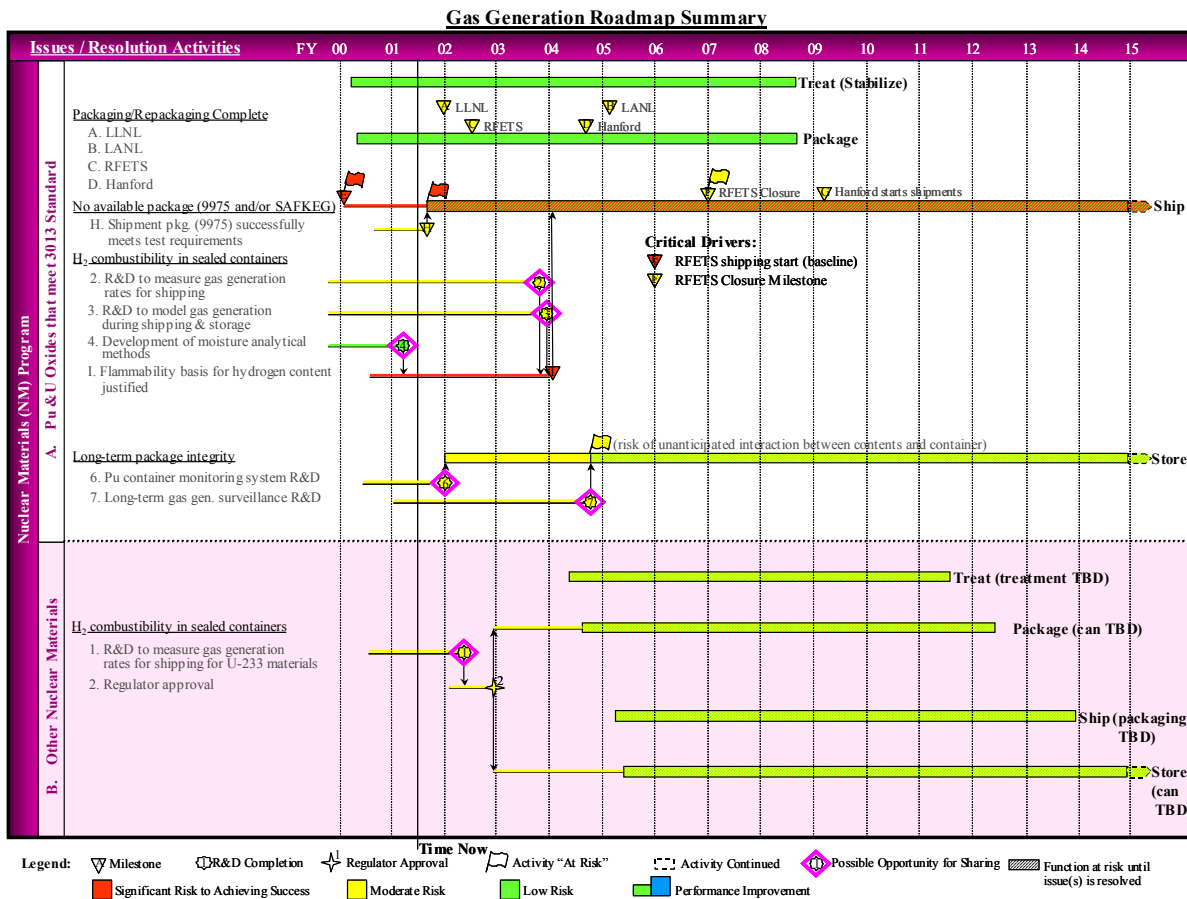 Gas Generation Roadmap Summary
Issues / Resolution Activities FY 00 01 02 03 04 05 06 07 09 10 11 12 13 14 15
Nuclear Materials (NM) Program
A. Pu & U Oxides that meet 3013 Standard
Treat (Stabilize)
LLNL LANL
Packaging/Repackaging Complete
RFETS Hanford
A. LLNL
Package
B. LANL
C. RFETS
D. Hanford
RFETS Closure Hanford starts shipments
No available package (9975 and/or SAFKEG)
Ship
H. Shipment pkg. (9975) successfully
meets test requirements
Critical Drivers:
RFETS shipping start (baseline)
RFETS Closure Milestone
H2 combustibility in sealed containers
2. R&D to measure gas generation
rates for shipping
2
3. R&D to model gas generation
during shipping & storage
3
4. Development of moisture analytical
methods
4
I. Flammability basis for hydrogen content
justified
(risk of unanticipated interaction between contents and container)
Long-term package integrity
Store
6. Pu container monitoring system R&D
6
7. Long-term gas gen. surveillance R&D
7
B. Other Nuclear Materials
Treat (treatment TBD)
H2 combustibility in sealed containers
Package (can TBD)
1. R&D to measure gas generation
rates for shipping for U-233 materials
1
2. Regulator approval
2
Ship (packaging
TBD)
Store
(can
TBD
Time Now
Legend: Milestone R&D Completion 1 Regulator Approval Activity “At Risk” Activity Continued Possible Opportunity for Sharing Function at risk until
issue(s) is resolved
Significant Risk to Achieving Success Moderate Risk Low Risk Performance Improvement